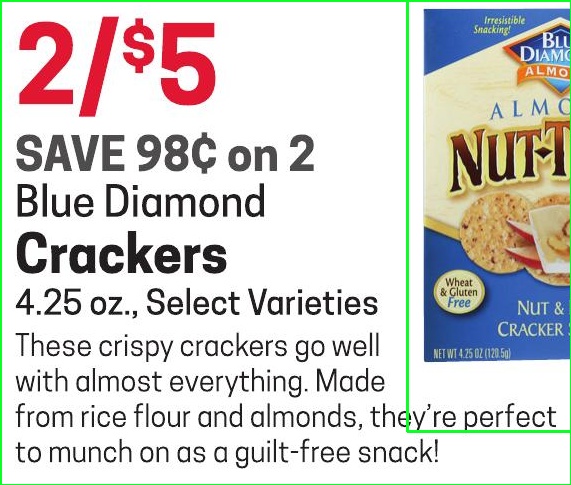 2/$5
SAVE 98¢ on 2
Blue Diamond
Crackers
4.25 oz., Select Varieties
These crispy crackers go well
with almost everything. Made
from rice flour and almonds, they're perfect
to munch on as a guilt-free snack!
Irresistible
Snacking!
Wheat
& Gluten
Free
NUT &
CRACKER
NET WT 4.25 OZ (120.5g)